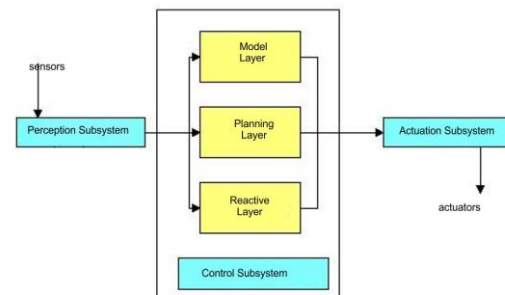 Model
Layer
sensors
Perception Subsystem
Planning
Layer
Actuation Subsystem
Reactive
Layer
actuators
Control Subsystem